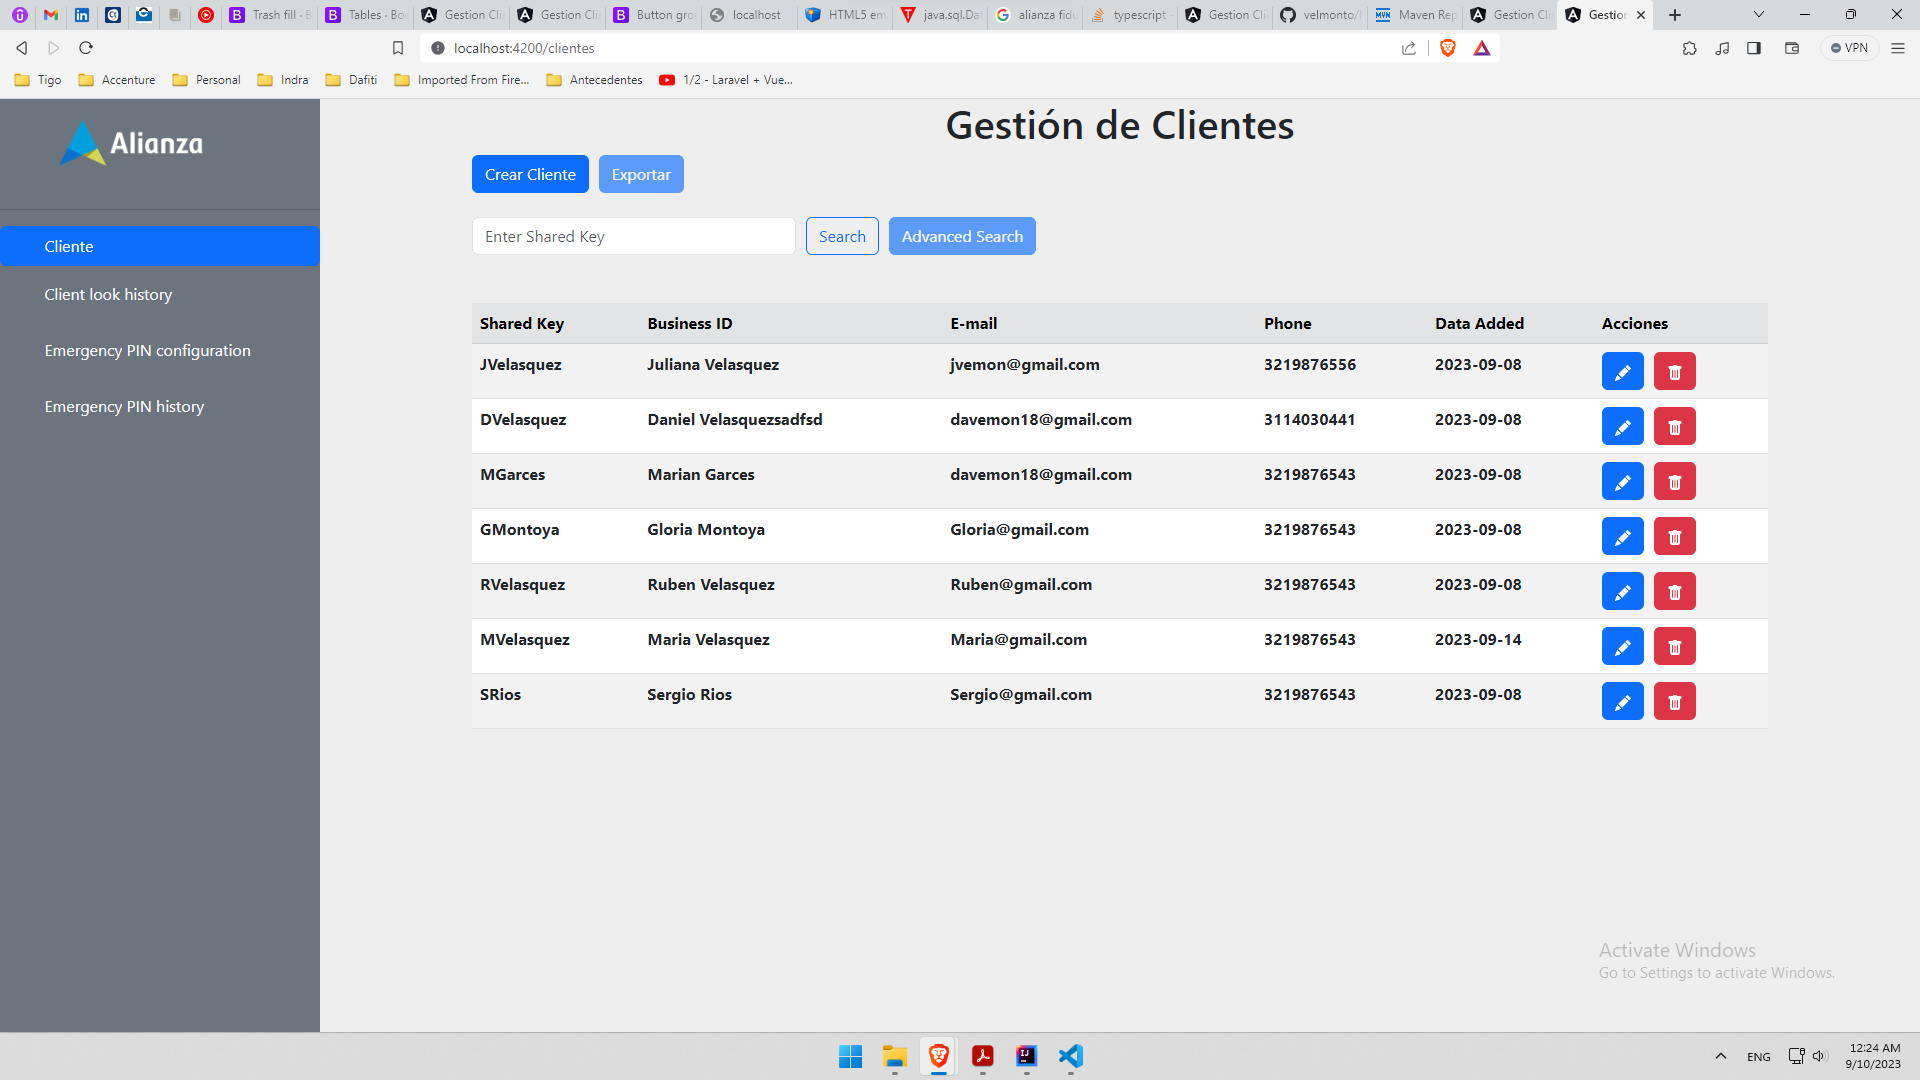 Trash fill - B
Tables · Boo
Gestion Cli
Gestion Cli
Button gro
localhost
HTML5 em
java.sql.Dat
alianza fidu
typescript -
Gestion Cli
velmonto/
Maven Rep
Gestion Cli
Gestion
localhost:4200/clientes
VPN
Tigo
Accenture
Personal
Indra
Dafiti
Imported From Fire...
Antecedentes
1/2 - Laravel + Vue...
Alianza
Gestión de Clientes
Crear Cliente
Exportar
Enter Shared Key
Search
Advanced Search
Cliente
Client look history
Emergency PIN configuration
Emergency PIN history
Shared Key Business ID E-mail Phone Data Added Acciones
JVelasquez Juliana Velasquez jvemon@gmail.com 3219876556 2023-09-08
DVelasquez Daniel Velasquezsadfsd davemon18@gmail.com 3114030441 2023-09-08
MGarces Marian Garces davemon18@gmail.com 3219876543 2023-09-08
GMontoya Gloria Montoya Gloria@gmail.com 3219876543 2023-09-08
RVelasquez Ruben Velasquez Ruben@gmail.com 3219876543 2023-09-08
MVelasquez Maria Velasquez Maria@gmail.com 3219876543 2023-09-14
SRios Sergio Rios Sergio@gmail.com 3219876543 2023-09-08
Activate Windows
Go to Settings to activate Windows.
ENG
12:24 AM
9/10/2023